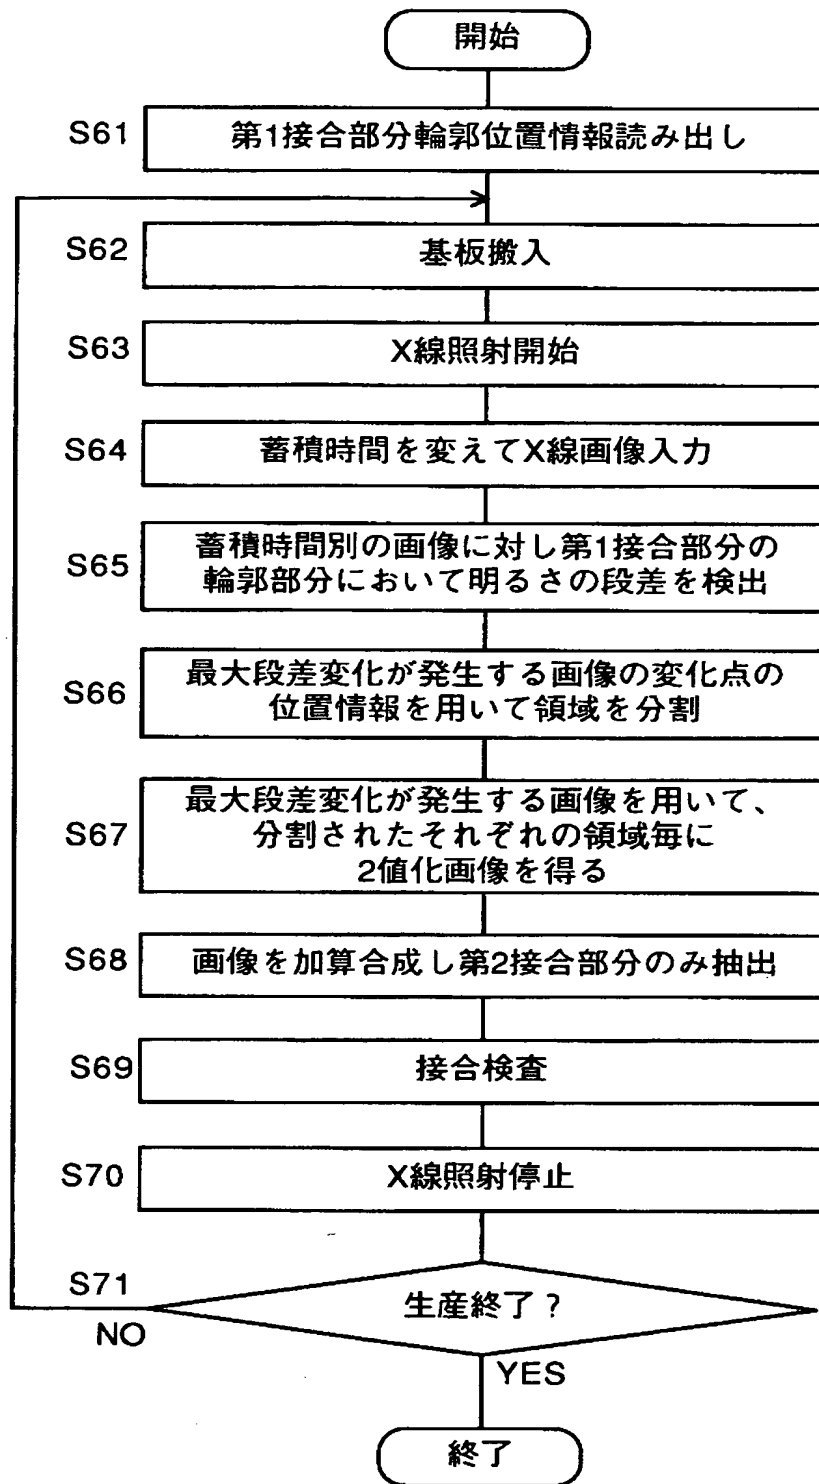 開始
S61
第1接合部分輪郭位置情報読み出し
S62
基板搬入
S63
X線照射開始
S64
蓄積時間を変えてX線画像入力
S65
蓄積時間別の画像に対し第1接合部分の
輪郭部分において明るさの段差を検出
S66
最大段差変化が発生する画像の変化点の
位置情報を用いて領域を分割
S67
最大段差変化が発生する画像を用いて、
分割されたそれぞれの領域毎に
2値化画像を得る
S68
画像を加算合成し第2接合部分のみ抽出
S69
接合検査
S70
X線照射停止
S71
生産終了？
NO
YES
終了